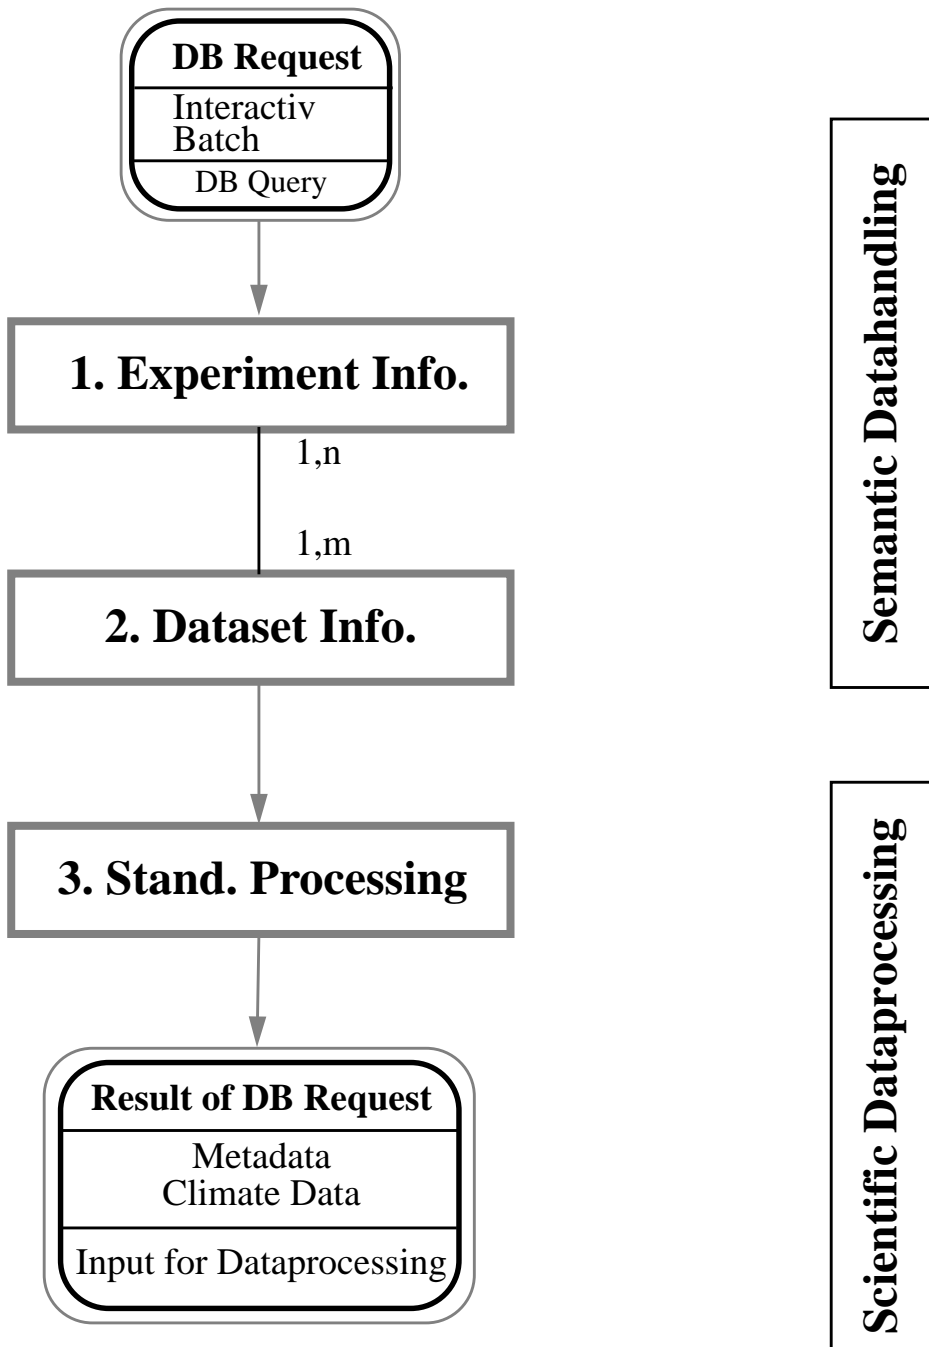 DB Request
Interactiv
Batch
DB Query
1. Experiment Info.
1,n
1,m
2. Dataset Info.
3. Stand. Processing
Result of DB Request
Metadata
Climate Data
Input for Dataprocessing
Semantic Datahandling
Scientific Dataprocessing